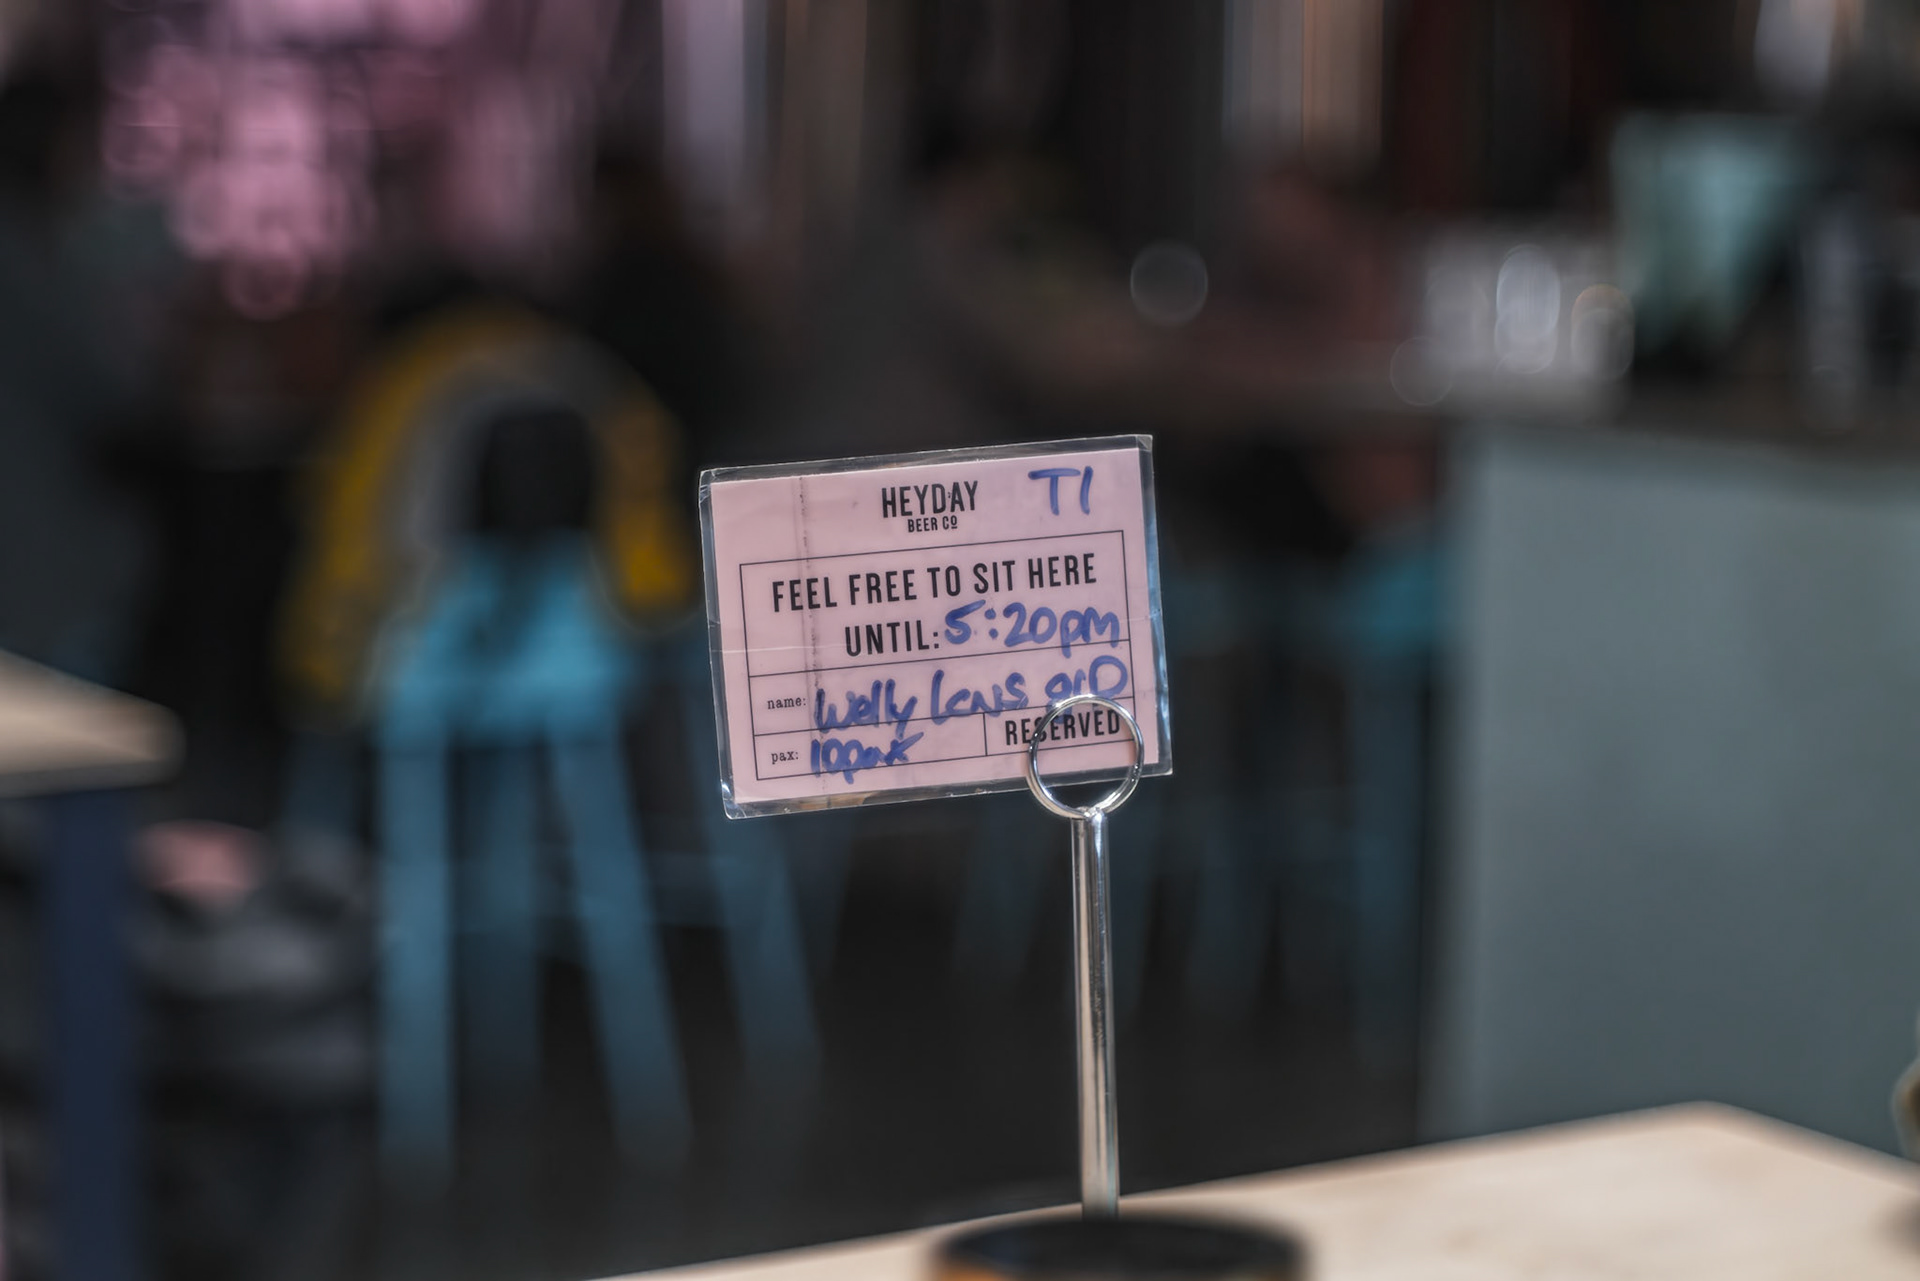 HEYDAY T1
BEER CO
FEEL FREE TO SIT HERE
UNTIL: 5:20pm
name: Welly
pax: 10pax
RESERVED